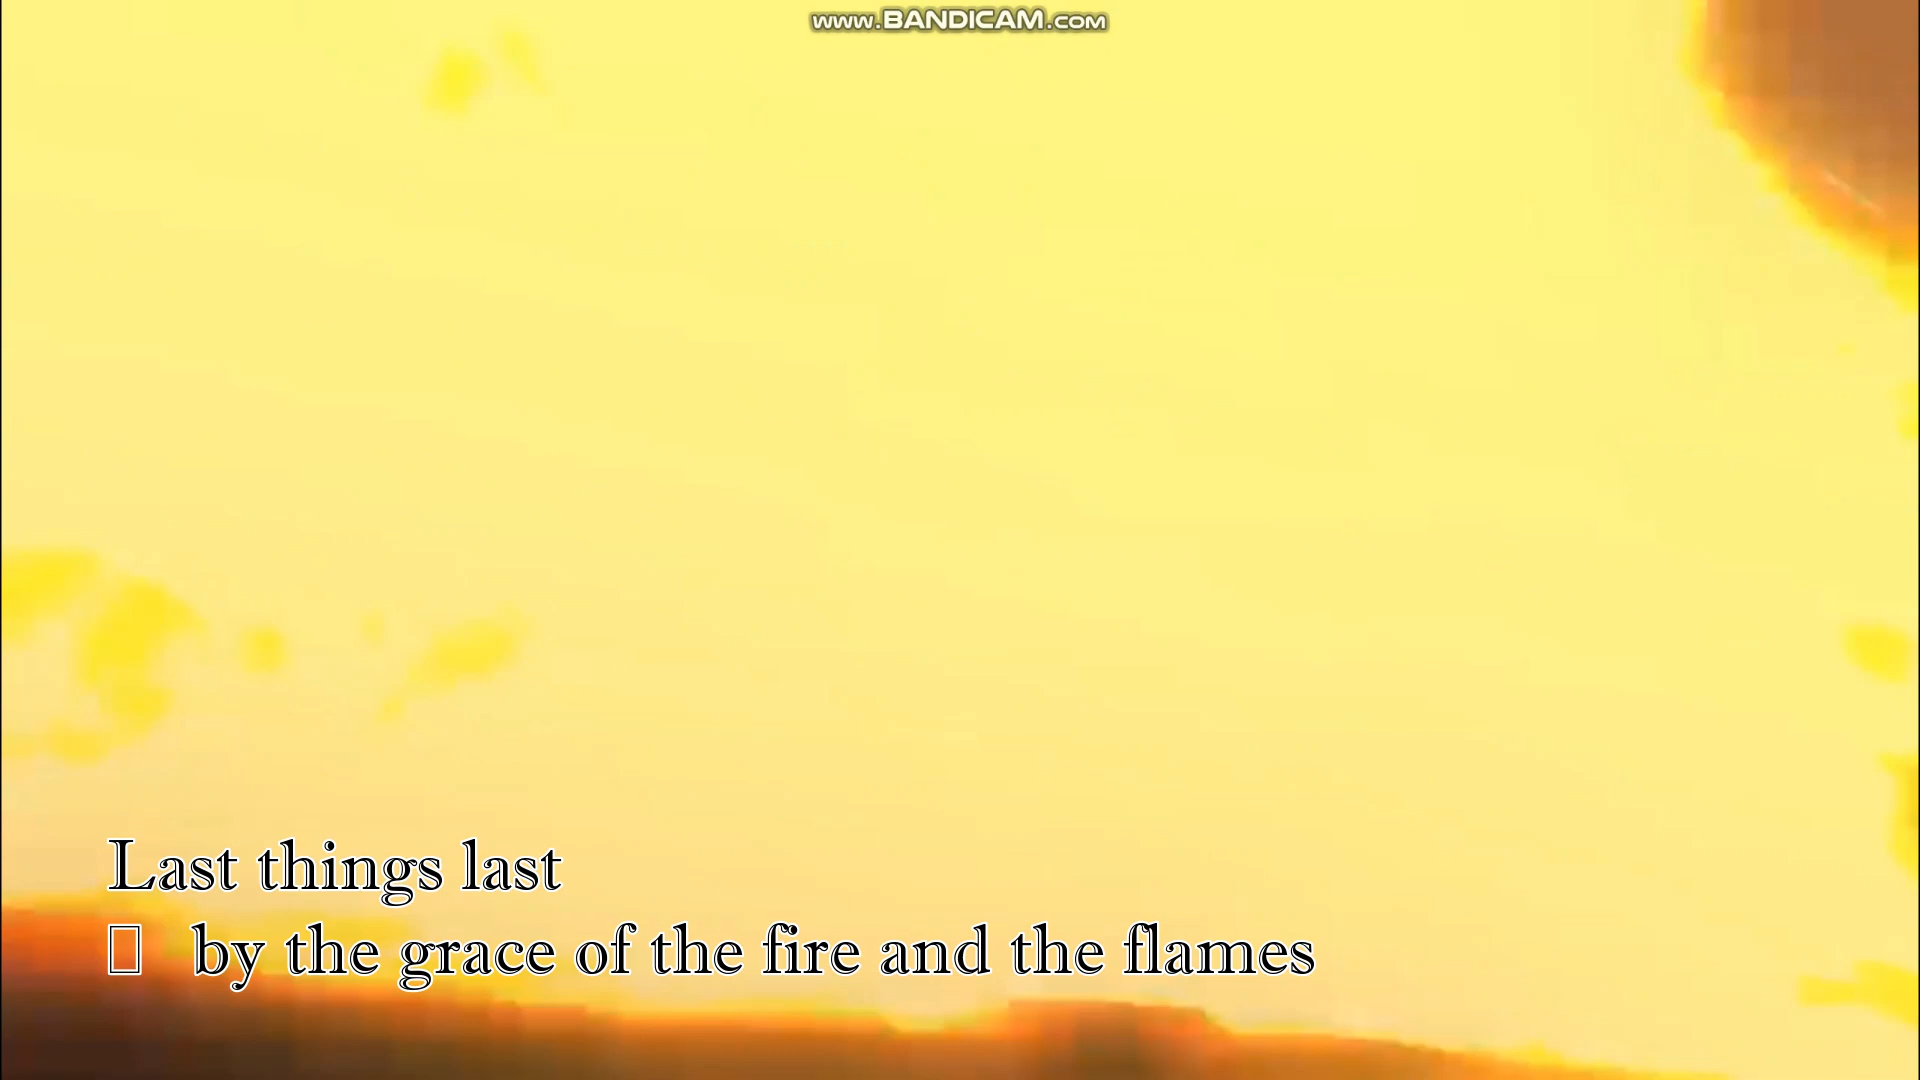 www.BANDICAM.com
Last things last
by the grace of the fire and the flames